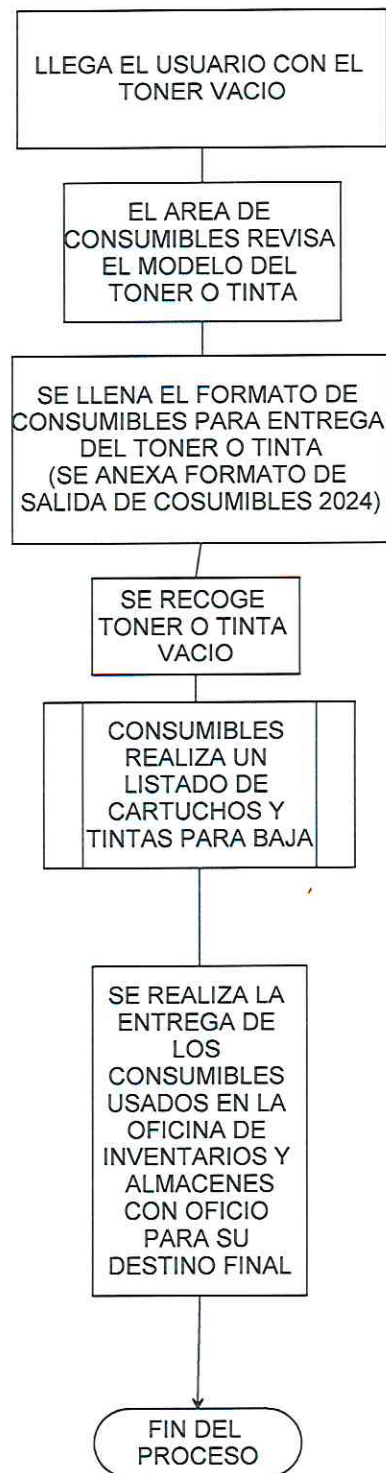 LLEGA EL USUARIO CON EL
TONER VACIO
EL AREA DE
CONSUMIBLES REVISA
EL MODELO DEL
TONER O TINTA
SE LLENA EL FORMATO DE
CONSUMIBLES PARA ENTREGA
DEL TONER O TINTA
(SE ANEXA FORMATO DE
SALIDA DE COSUMIBLES 2024)
SE RECOGE
TONER O TINTA
VACIO
CONSUMIBLES
REALIZA UN
LISTADO DE
CARTUCHOS Y
TINTAS PARA BAJA
SE REALIZA LA
ENTREGA DE
LOS
CONSUMIBLES
USADOS EN LA
OFICINA DE
INVENTARIOS Y
ALMACENES
CON OFICIO
PARA SU
DESTINO FINAL
FIN DEL
PROCESO